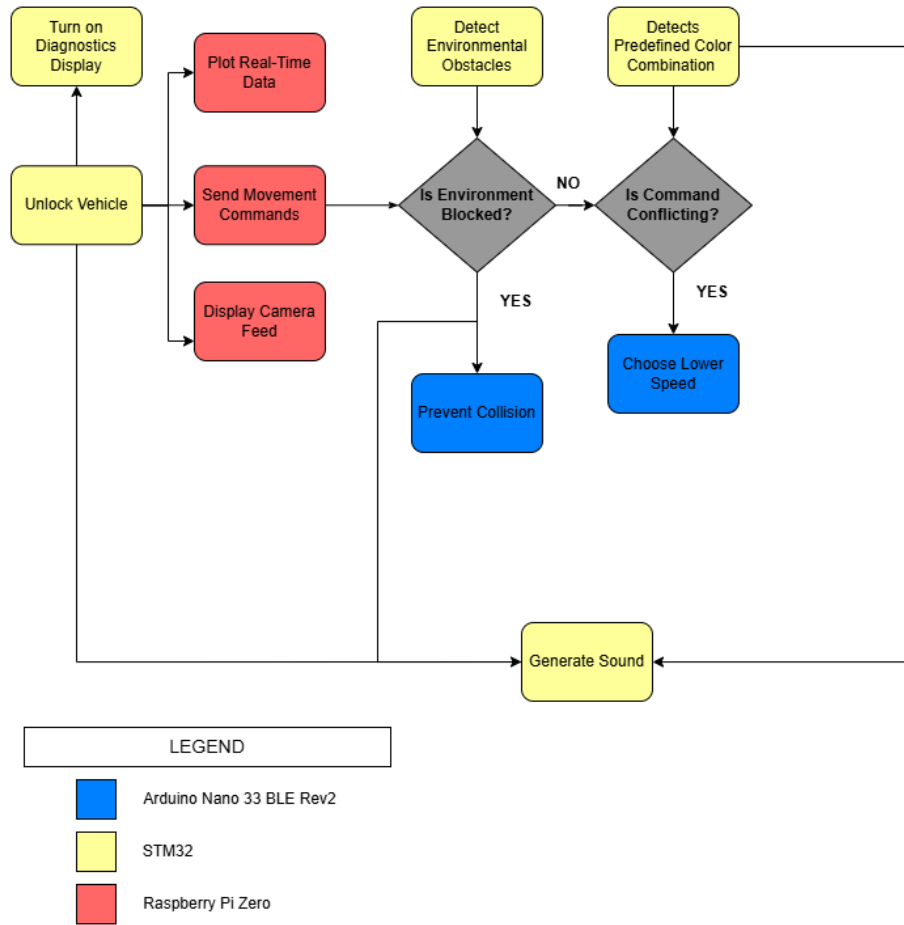 Turn on
Diagnostics
Display
Plot Real-Time
Data
Detect
Environmental
Obstacles
Detects
Predefined Color
Combination
Unlock Vehicle
Send Movement
Commands
Is Environment
Blocked?
NO
Is Command
Conflicting?
Display Camera
Feed
YES
YES
Prevent Collision
Choose Lower
Speed
Generate Sound
LEGEND
Arduino Nano 33 BLE Rev2
STM32
Raspberry Pi Zero